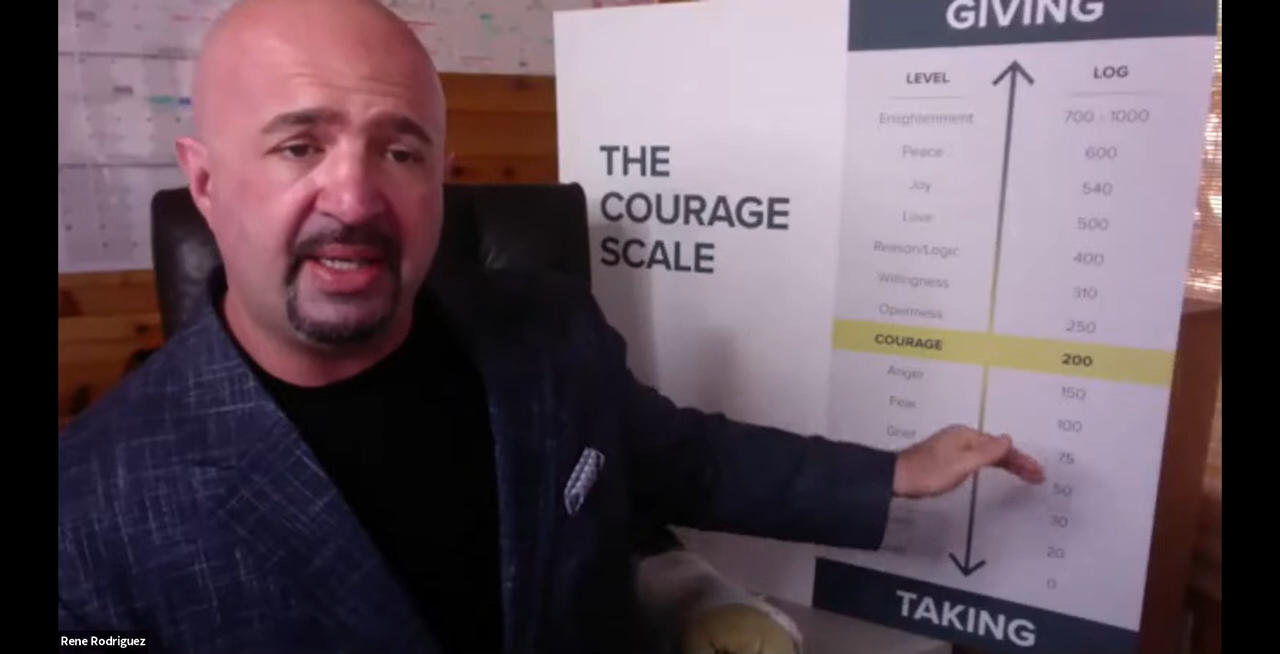 GIVING
LEVEL LOG
Enlightenment 700 - 1000
Peace 600
Joy 540
THE
COURAGE
SCALE
Love 500
Reason/Logic 400
Willingness 310
Openness 250
COURAGE 200
Anger 150
Fear 100
Grief 75
50
30
20
0
TAKING
Rene Rodriguez